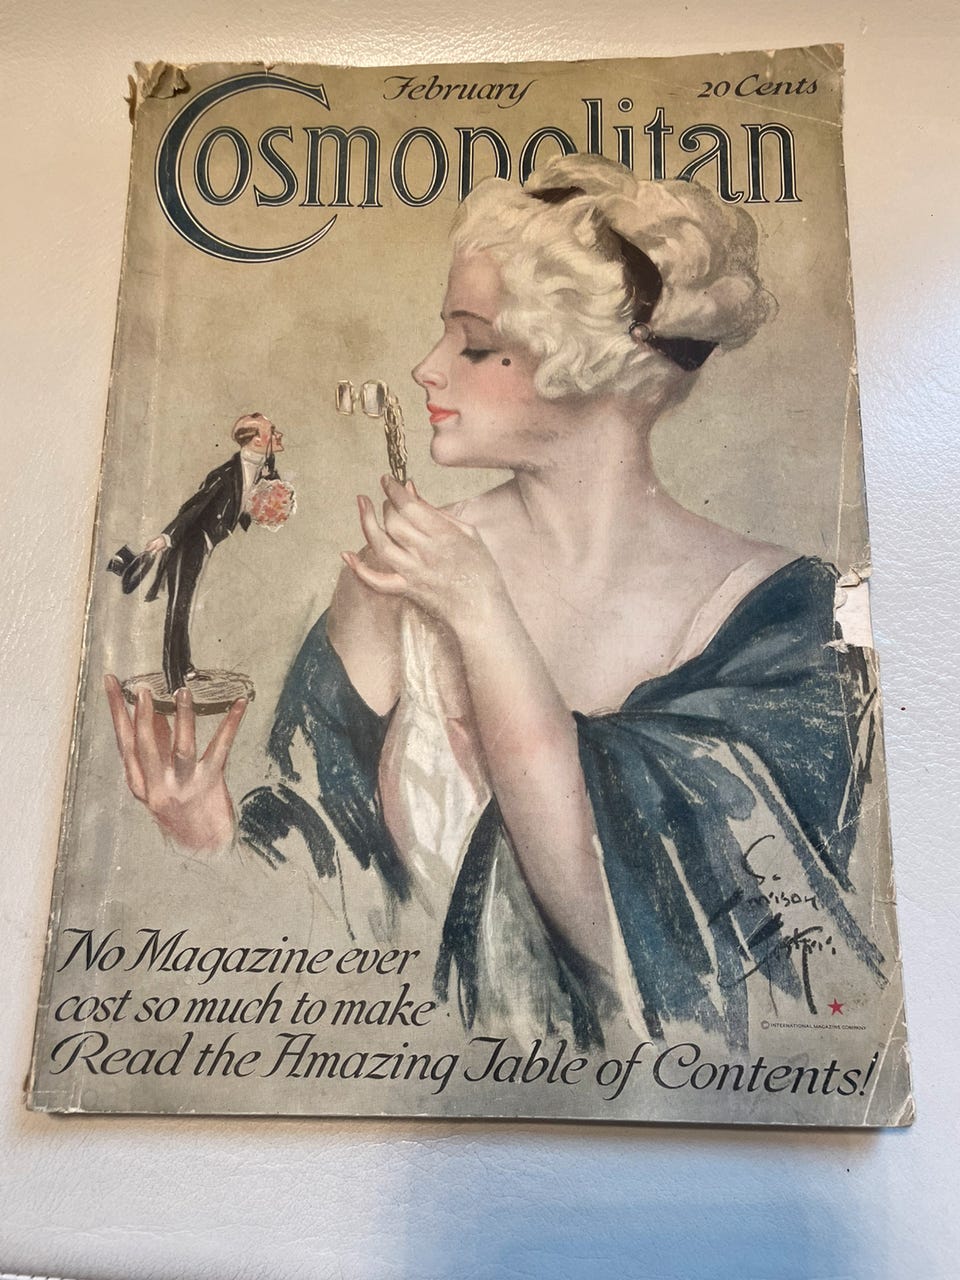 February
20 Cents
Cosmopolitan
No Magazine ever
cost so much to make
Read the Amazing Table of Contents!
© INTERNATIONAL MAGAZINE COMPANY